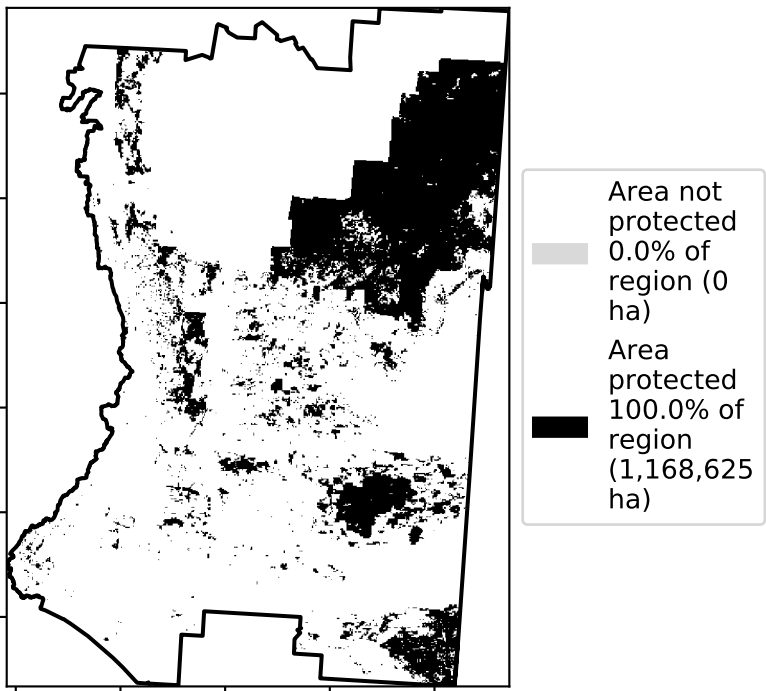 Area not
protected
0.0% of
region (0
ha)
Area
protected
100.0% of
region
(1,168,625
ha)